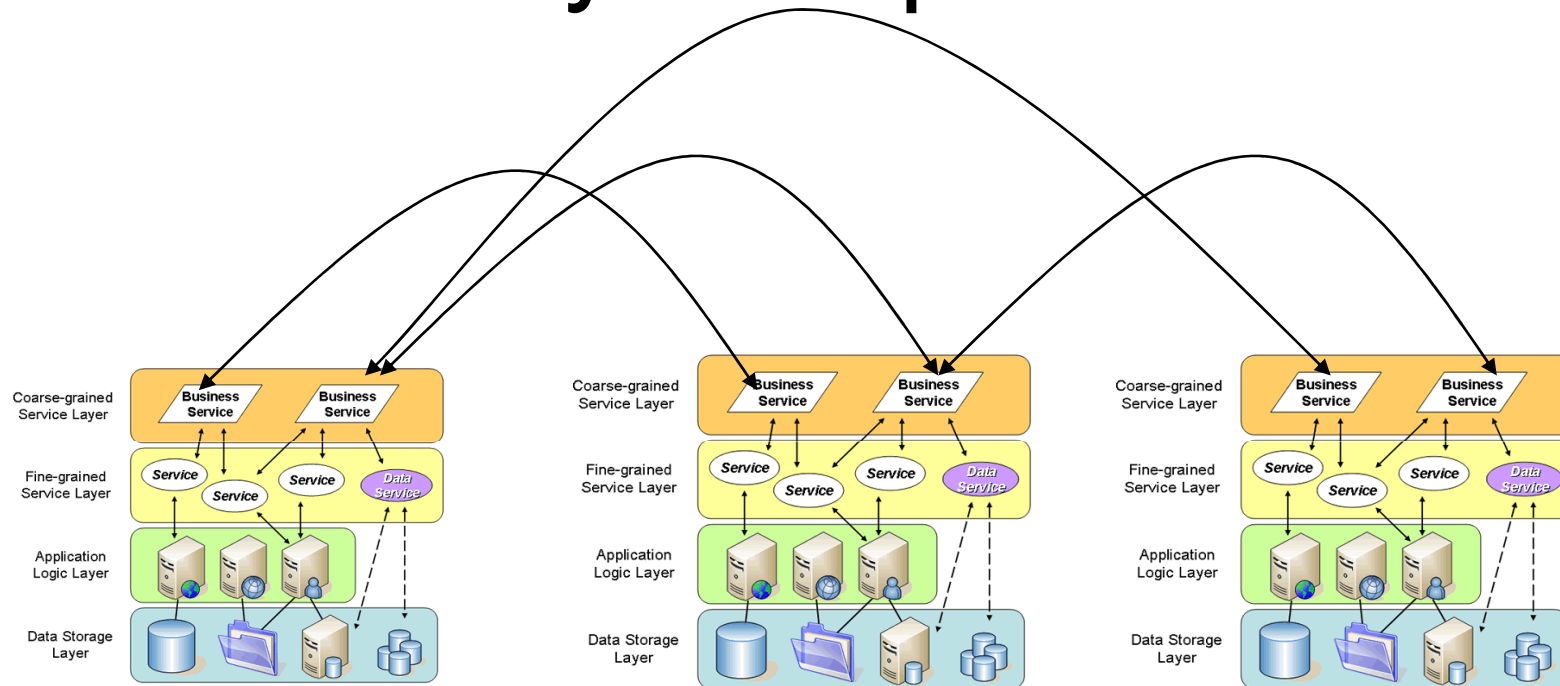 Coarse-grained
Service Layer
Business
Service
Business
Service
Fine-grained
Service Layer
Service
Service
Service
Data
Service
Application
Logic Layer
Data Storage
Layer
Coarse-grained
Service Layer
Business
Service
Business
Service
Fine-grained
Service Layer
Service
Service
Service
Data
Service
Application
Logic Layer
Data Storage
Layer
Coarse-grained
Service Layer
Business
Service
Business
Service
Fine-grained
Service Layer
Service
Service
Service
Data
Service
Application
Logic Layer
Data Storage
Layer